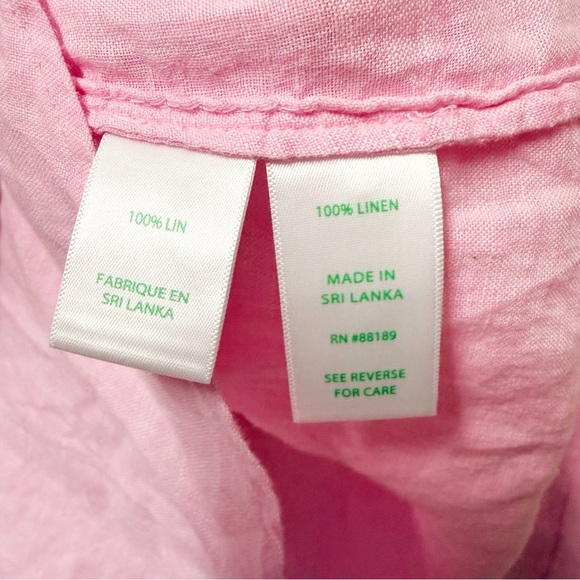 100% LIN
FABRIQUE EN
SRI LANKA
100% LINEN
MADE IN
SRI LANKA
RN #88189
SEE REVERSE
FOR CARE